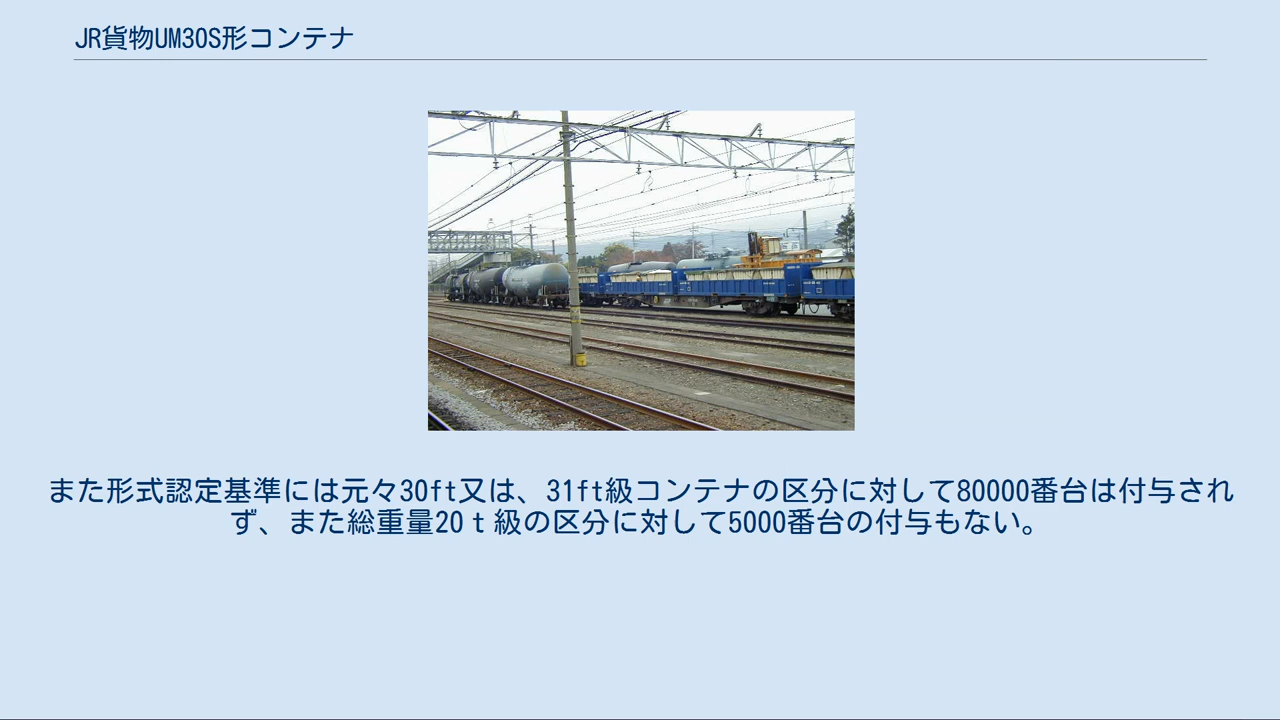 JR貨物UM30S形コンテナ
また形式認定基準には元々30ft又は、31ft級コンテナの区分に対して80000番台は付与され
ず、また総重量20ｔ級の区分に対して5000番台の付与もない。